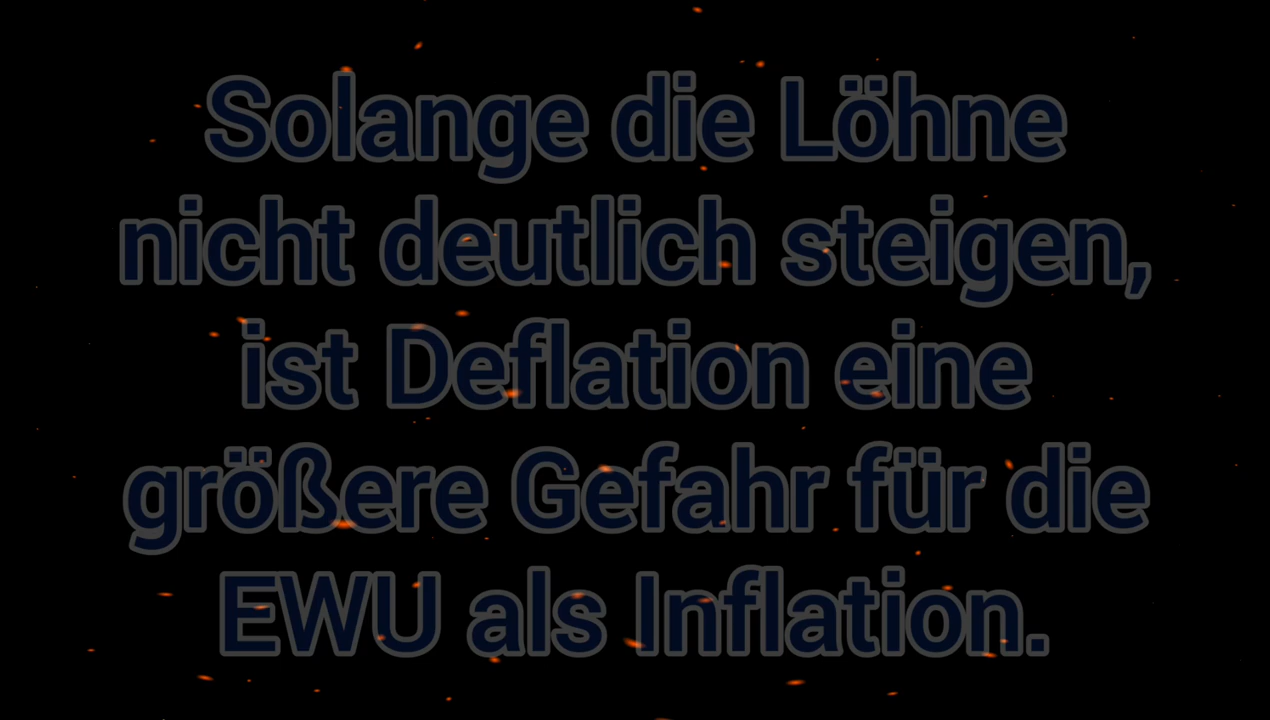 Solange die Löhne
nicht deutlich steigen,
ist Deflation eine
größere Gefahr für die
EWU als Inflation.